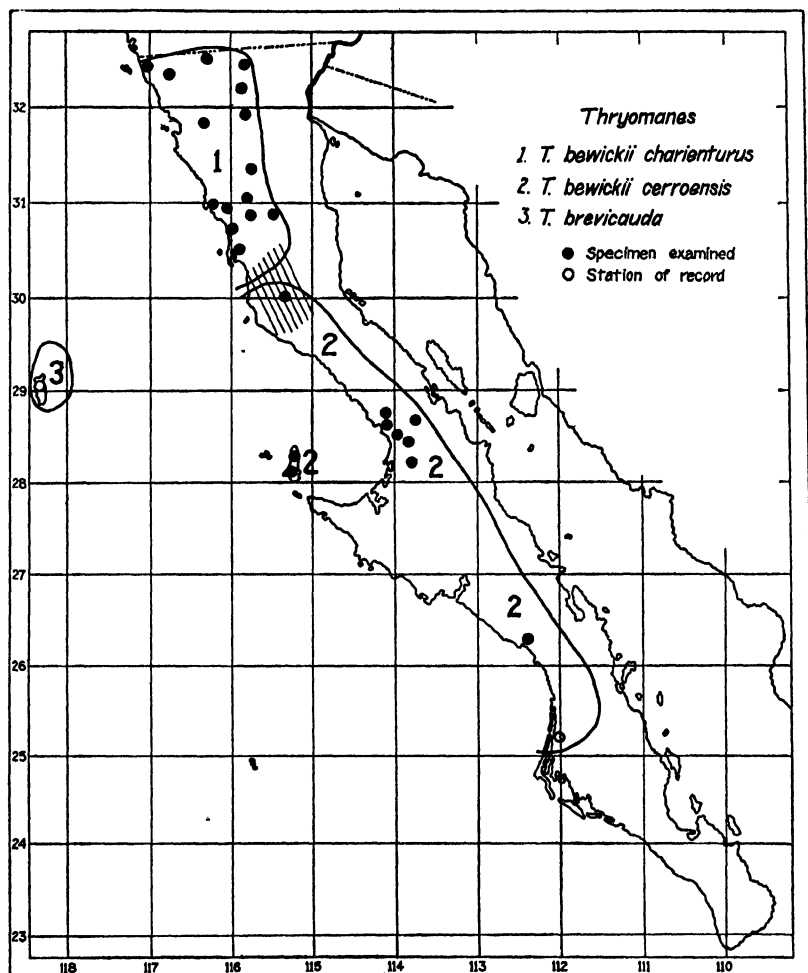 Thryomanes
1. T. bewickii charienturus
2. T. bewickii cerroensis
3. T. brevicauda
Specimen examined
Station of record
32
31
30
29
28
27
26
25
24
23
1
2
3
2
2
2
118 117 116 115 114 113 112 111 110